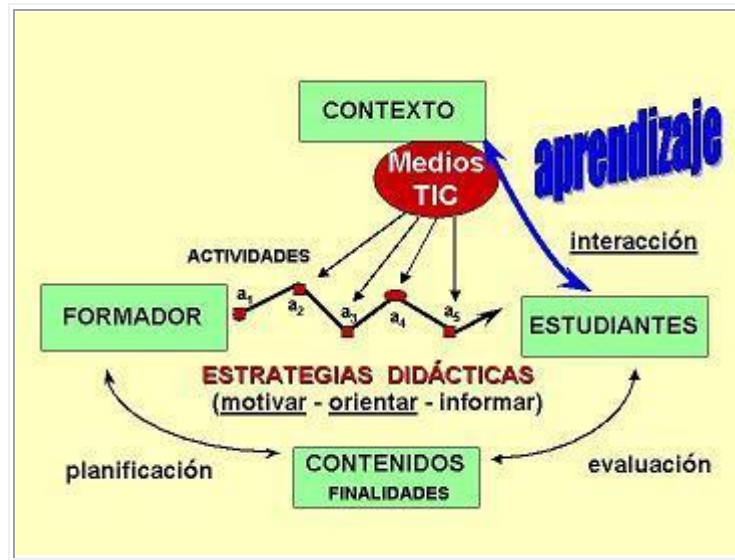 CONTEXTO
aprendizaje
Medios
TIC
interacción
ACTIVIDADES
a1
a2
a3
a4
a5
FORMADOR
ESTUDIANTES
ESTRATEGIAS DIDÁCTICAS
(motivar - orientar - informar)
planificación
CONTENIDOS
FINALIDADES
evaluación